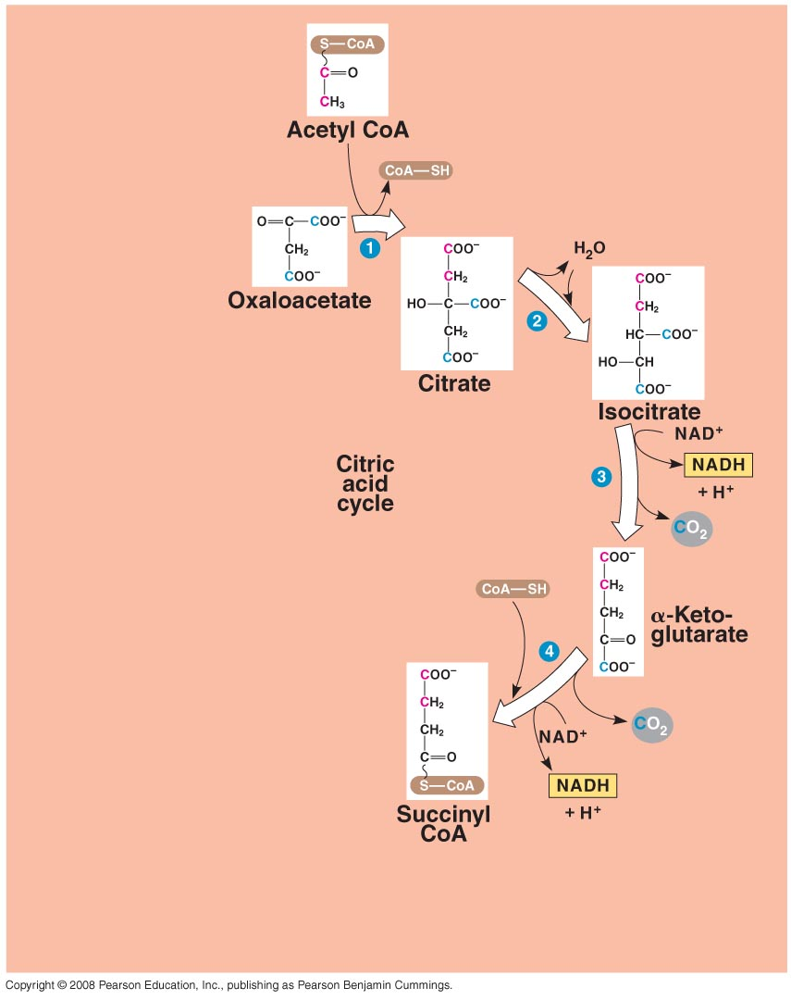 S—CoA
C=O
CH₃
Acetyl CoA
CoA—SH
O=C—COO⁻
CH₂
COO⁻
Oxaloacetate
1
COO⁻
CH₂
HO—C—COO⁻
CH₂
COO⁻
Citrate
H₂O
2
COO⁻
CH₂
HC—COO⁻
HO—CH
COO⁻
Isocitrate
NAD⁺
NADH
+ H⁺
3
CO₂
Citric
acid
cycle
COO⁻
CH₂
CH₂
C=O
COO⁻
α-Keto-
glutarate
CoA—SH
4
CO₂
NAD⁺
NADH
+ H⁺
COO⁻
CH₂
CH₂
C=O
S—CoA
Succinyl
CoA
Copyright © 2008 Pearson Education, Inc., publishing as Pearson Benjamin Cummings.